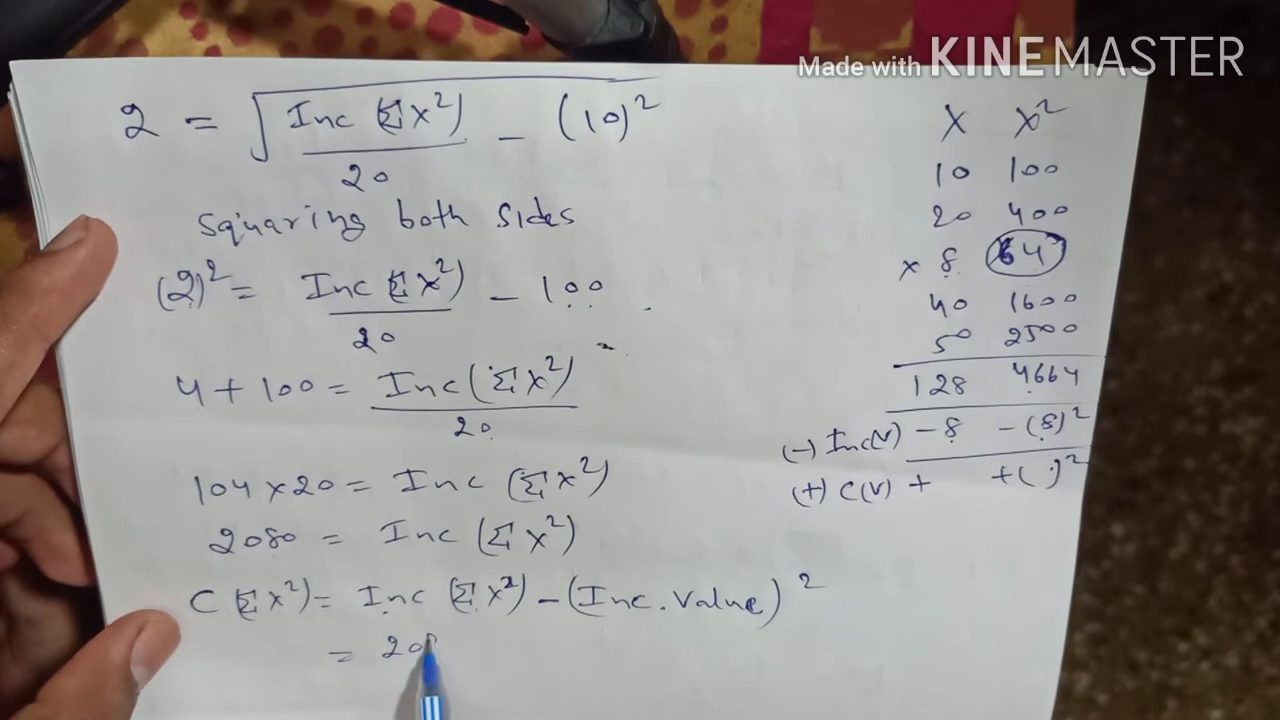 Made with KINEMASTER
2 = √ Inc (Σx²) / 20 - (10)²
Squaring both sides
(2)² = Inc (Σx²) / 20 - 100
4 + 100 = Inc (Σx²) / 20
104 x 20 = Inc (Σx²)
2080 = Inc (Σx²)
C (Σx²) = Inc (Σx²) - (Inc. value)²
= 208
X X²
10 100
20 400
x 8 64
40 1600
50 2500
128 4664
(-) Inc(v) - 8 - (8)²
(+) C(v) + + ( )²